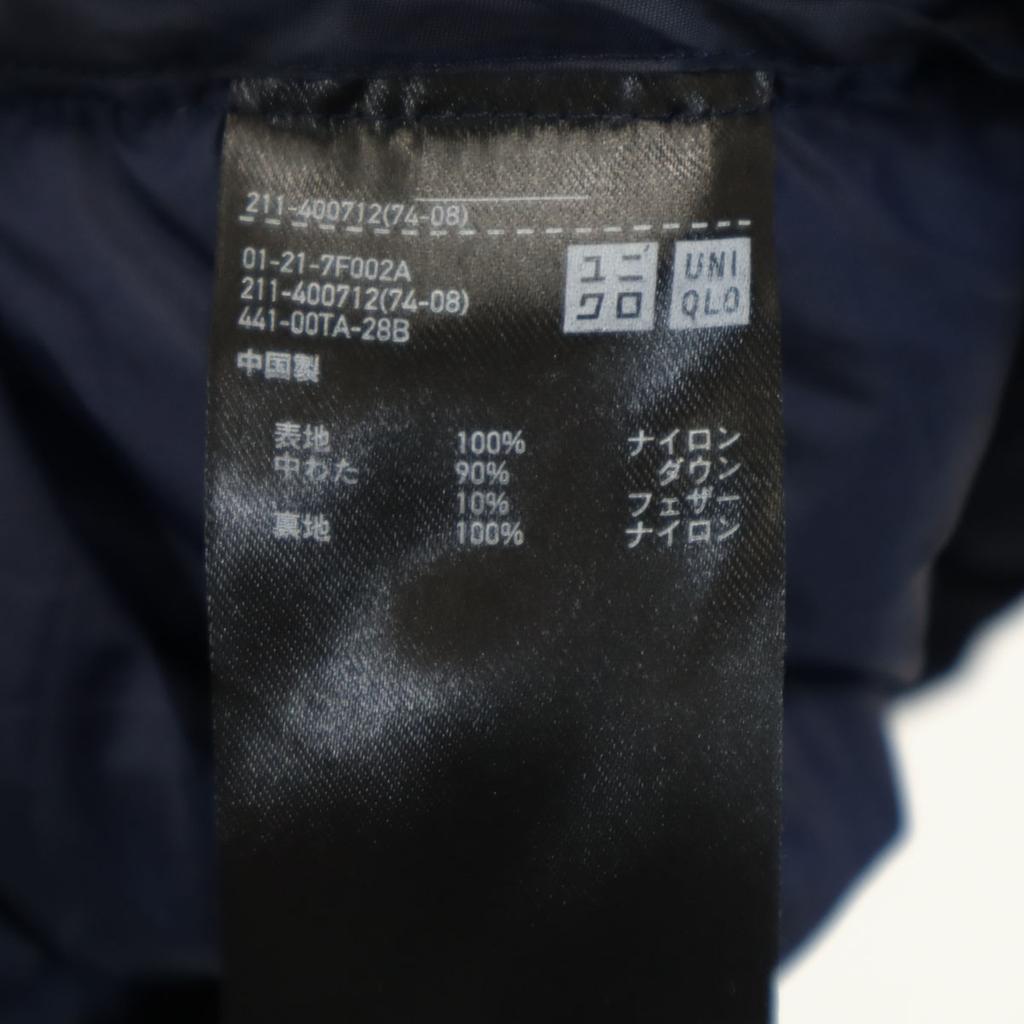 211-400712(74-08)
01-21-7F002A
211-400712(74-08)
441-00TA-28B
中国製
ユニ
クロ
UNI
QLO
表地 100% ナイロン
中わた 90% ダウン
10% フェザー
裏地 100% ナイロン